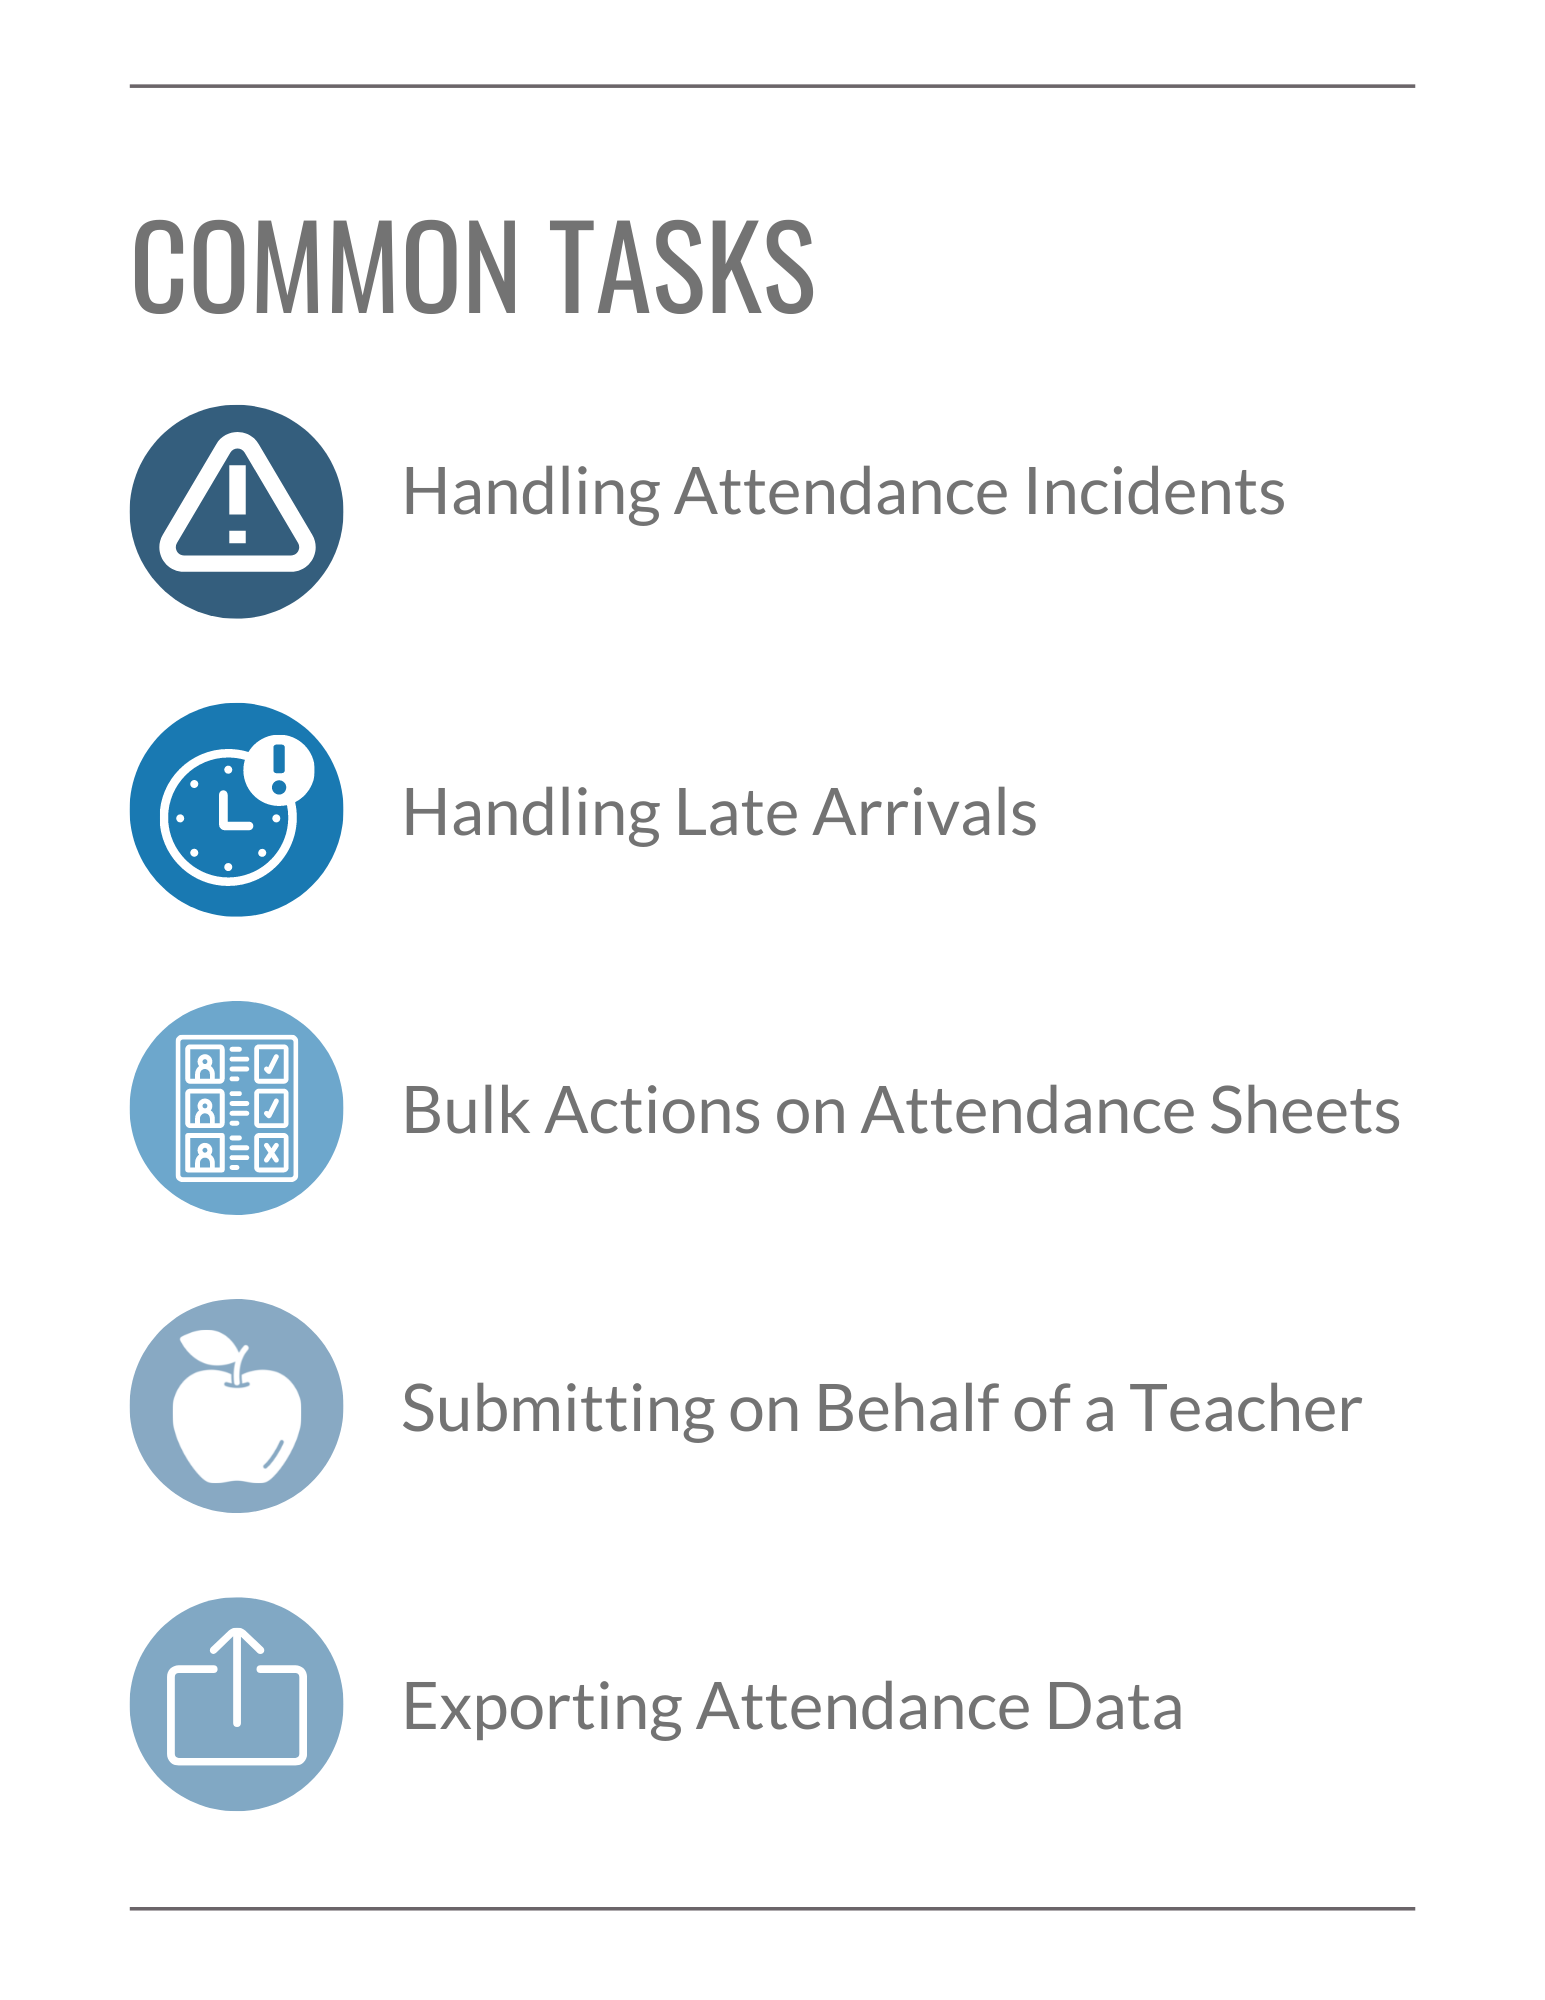 COMMON TASKS
Handling Attendance Incidents
Handling Late Arrivals
Bulk Actions on Attendance Sheets
Submitting on Behalf of a Teacher
Exporting Attendance Data